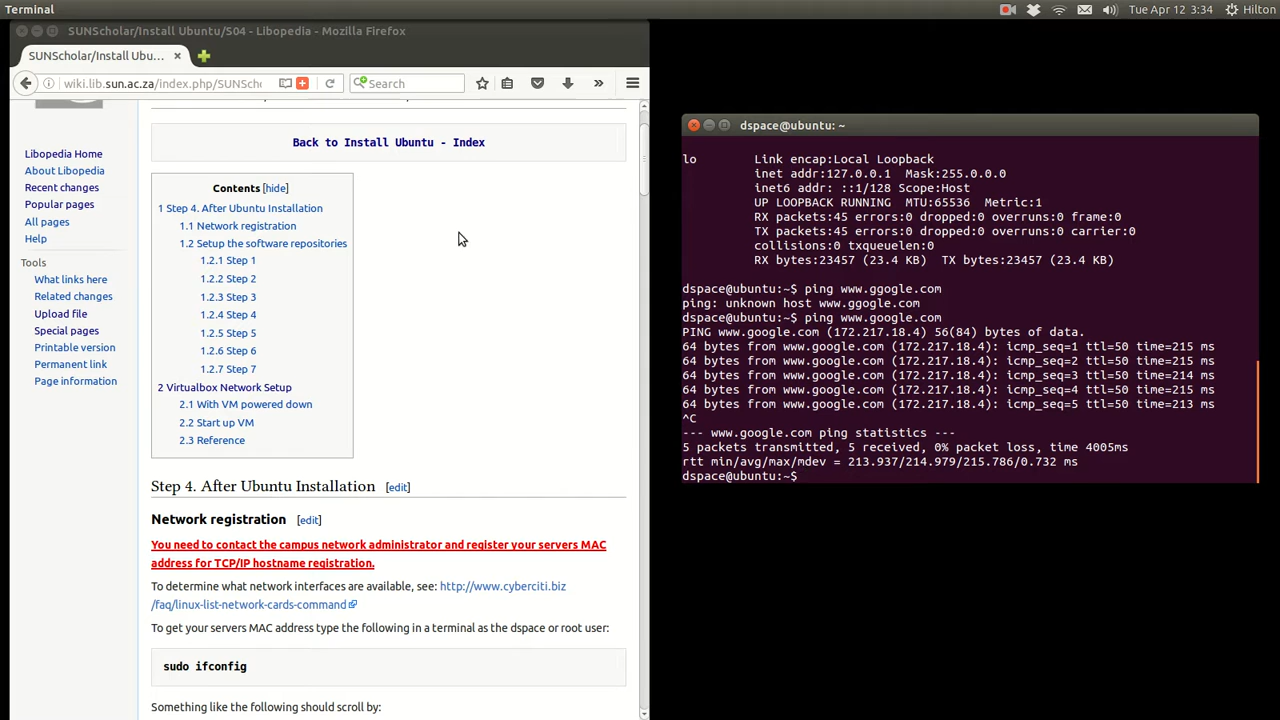 Terminal
Tue Apr 12 3:34
Hilton
SUNScholar/Install Ubuntu/S04 - Libopedia - Mozilla Firefox
SUNScholar/Install Ubu...
wiki.lib.sun.ac.za/index.php/SUNSch
Search
Libopedia Home
About Libopedia
Recent changes
Popular pages
All pages
Help
Tools
What links here
Related changes
Upload file
Special pages
Printable version
Permanent link
Page information
Back to Install Ubuntu - Index
Contents [hide]
1 Step 4. After Ubuntu Installation
1.1 Network registration
1.2 Setup the software repositories
1.2.1 Step 1
1.2.2 Step 2
1.2.3 Step 3
1.2.4 Step 4
1.2.5 Step 5
1.2.6 Step 6
1.2.7 Step 7
2 Virtualbox Network Setup
2.1 With VM powered down
2.2 Start up VM
2.3 Reference
Step 4. After Ubuntu Installation [edit]
Network registration [edit]
You need to contact the campus network administrator and register your servers MAC
address for TCP/IP hostname registration.
To determine what network interfaces are available, see: http://www.cyberciti.biz
/faq/linux-list-network-cards-command
To get your servers MAC address type the following in a terminal as the dspace or root user:
sudo ifconfig
Something like the following should scroll by:
dspace@ubuntu: ~
lo Link encap:Local Loopback
inet addr:127.0.0.1 Mask:255.0.0.0
inet6 addr: ::1/128 Scope:Host
UP LOOPBACK RUNNING MTU:65536 Metric:1
RX packets:45 errors:0 dropped:0 overruns:0 frame:0
TX packets:45 errors:0 dropped:0 overruns:0 carrier:0
collisions:0 txqueuelen:0
RX bytes:23457 (23.4 KB) TX bytes:23457 (23.4 KB)
dspace@ubuntu:~$ ping www.ggogle.com
ping: unknown host www.ggogle.com
dspace@ubuntu:~$ ping www.google.com
PING www.google.com (172.217.18.4) 56(84) bytes of data.
64 bytes from www.google.com (172.217.18.4): icmp_seq=1 ttl=50 time=215 ms
64 bytes from www.google.com (172.217.18.4): icmp_seq=2 ttl=50 time=215 ms
64 bytes from www.google.com (172.217.18.4): icmp_seq=3 ttl=50 time=214 ms
64 bytes from www.google.com (172.217.18.4): icmp_seq=4 ttl=50 time=215 ms
64 bytes from www.google.com (172.217.18.4): icmp_seq=5 ttl=50 time=213 ms
^C
--- www.google.com ping statistics ---
5 packets transmitted, 5 received, 0% packet loss, time 4005ms
rtt min/avg/max/mdev = 213.937/214.979/215.786/0.732 ms
dspace@ubuntu:~$